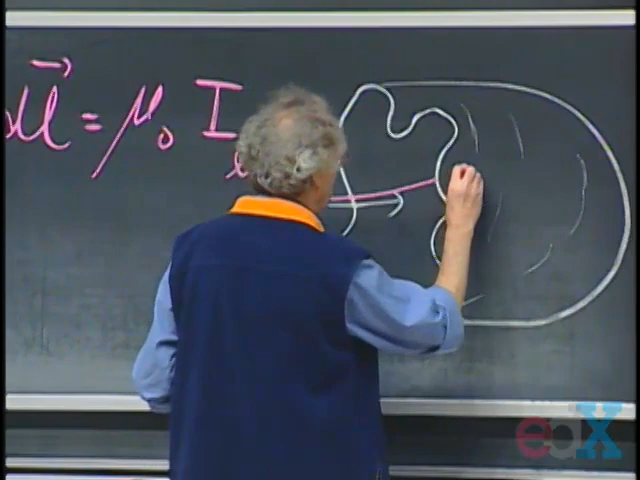 dl⃗ = μ₀ I
edX